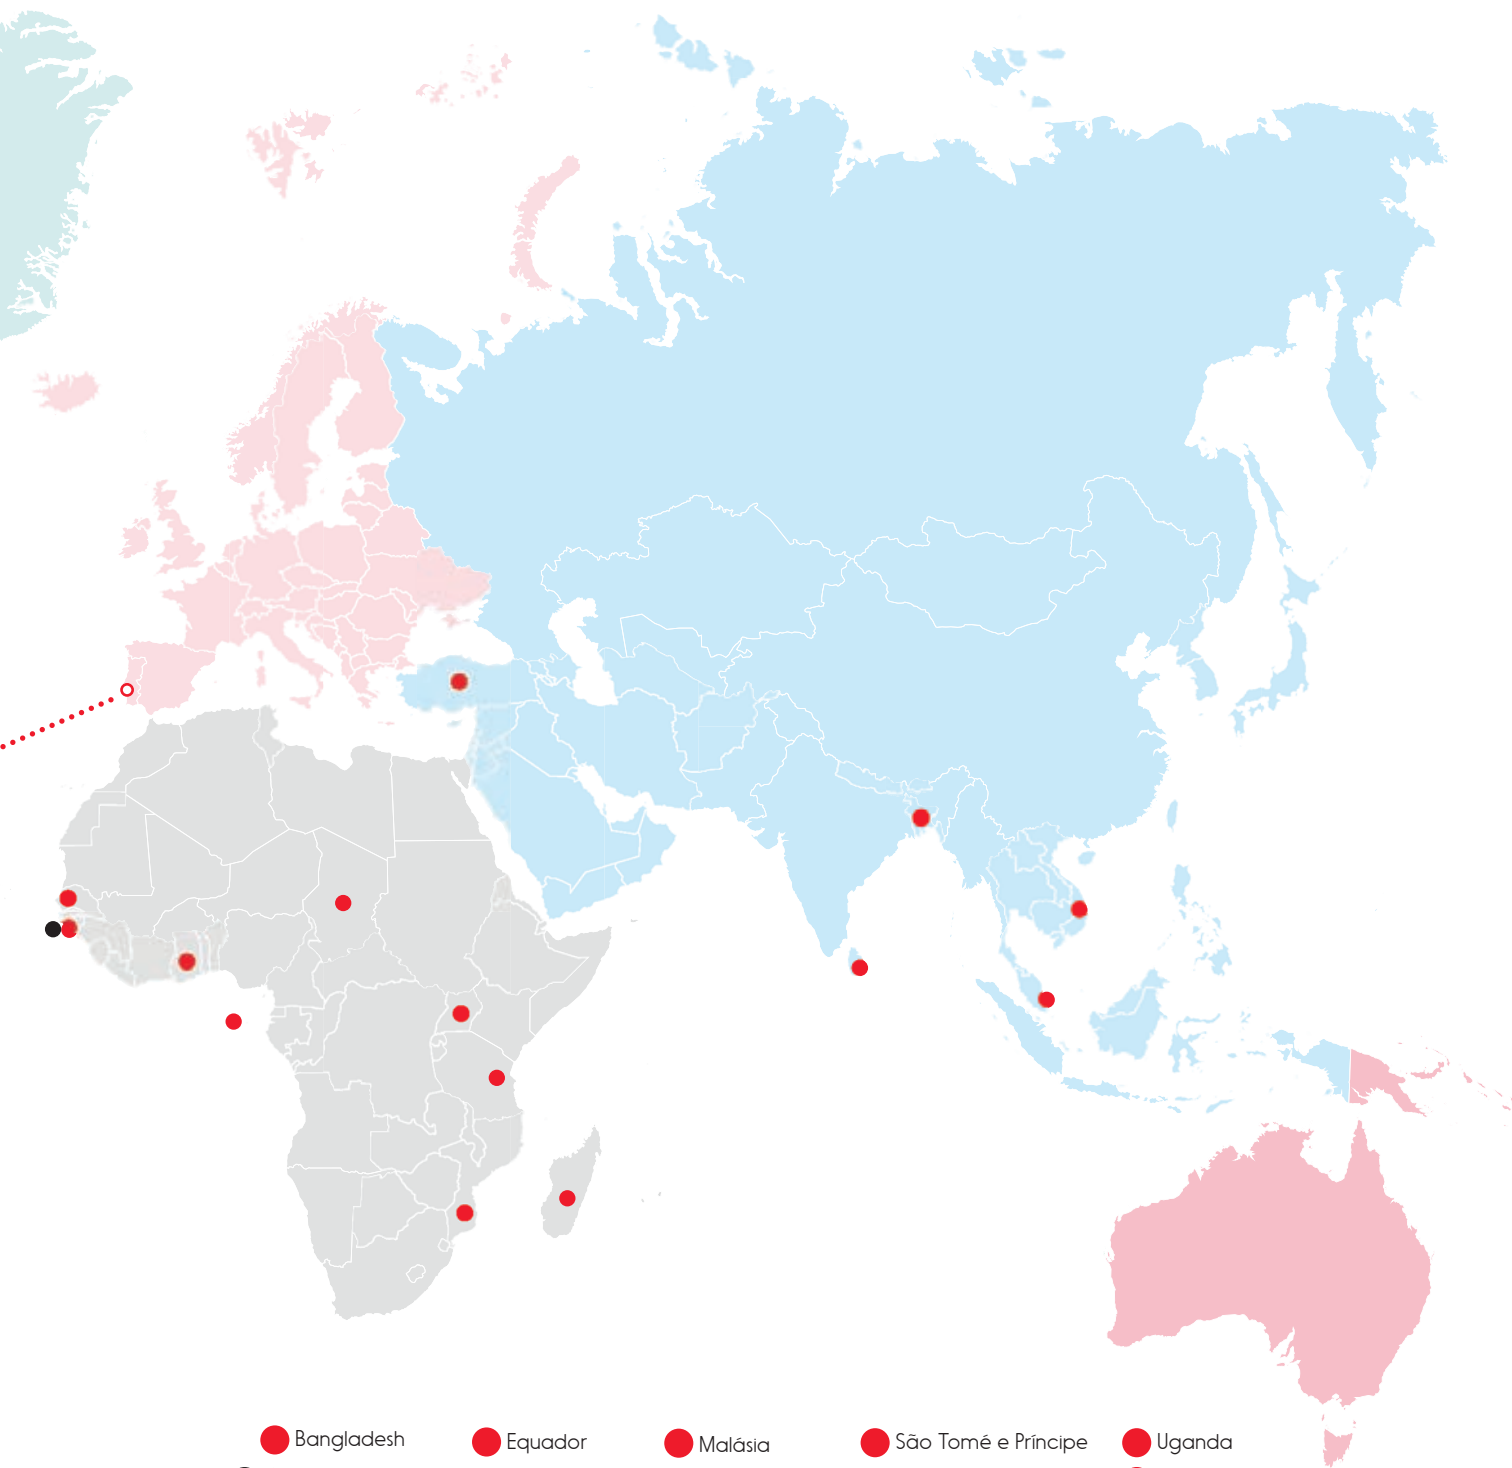 Bangladesh
Equador
Malásia
São Tomé e Príncipe
Uganda